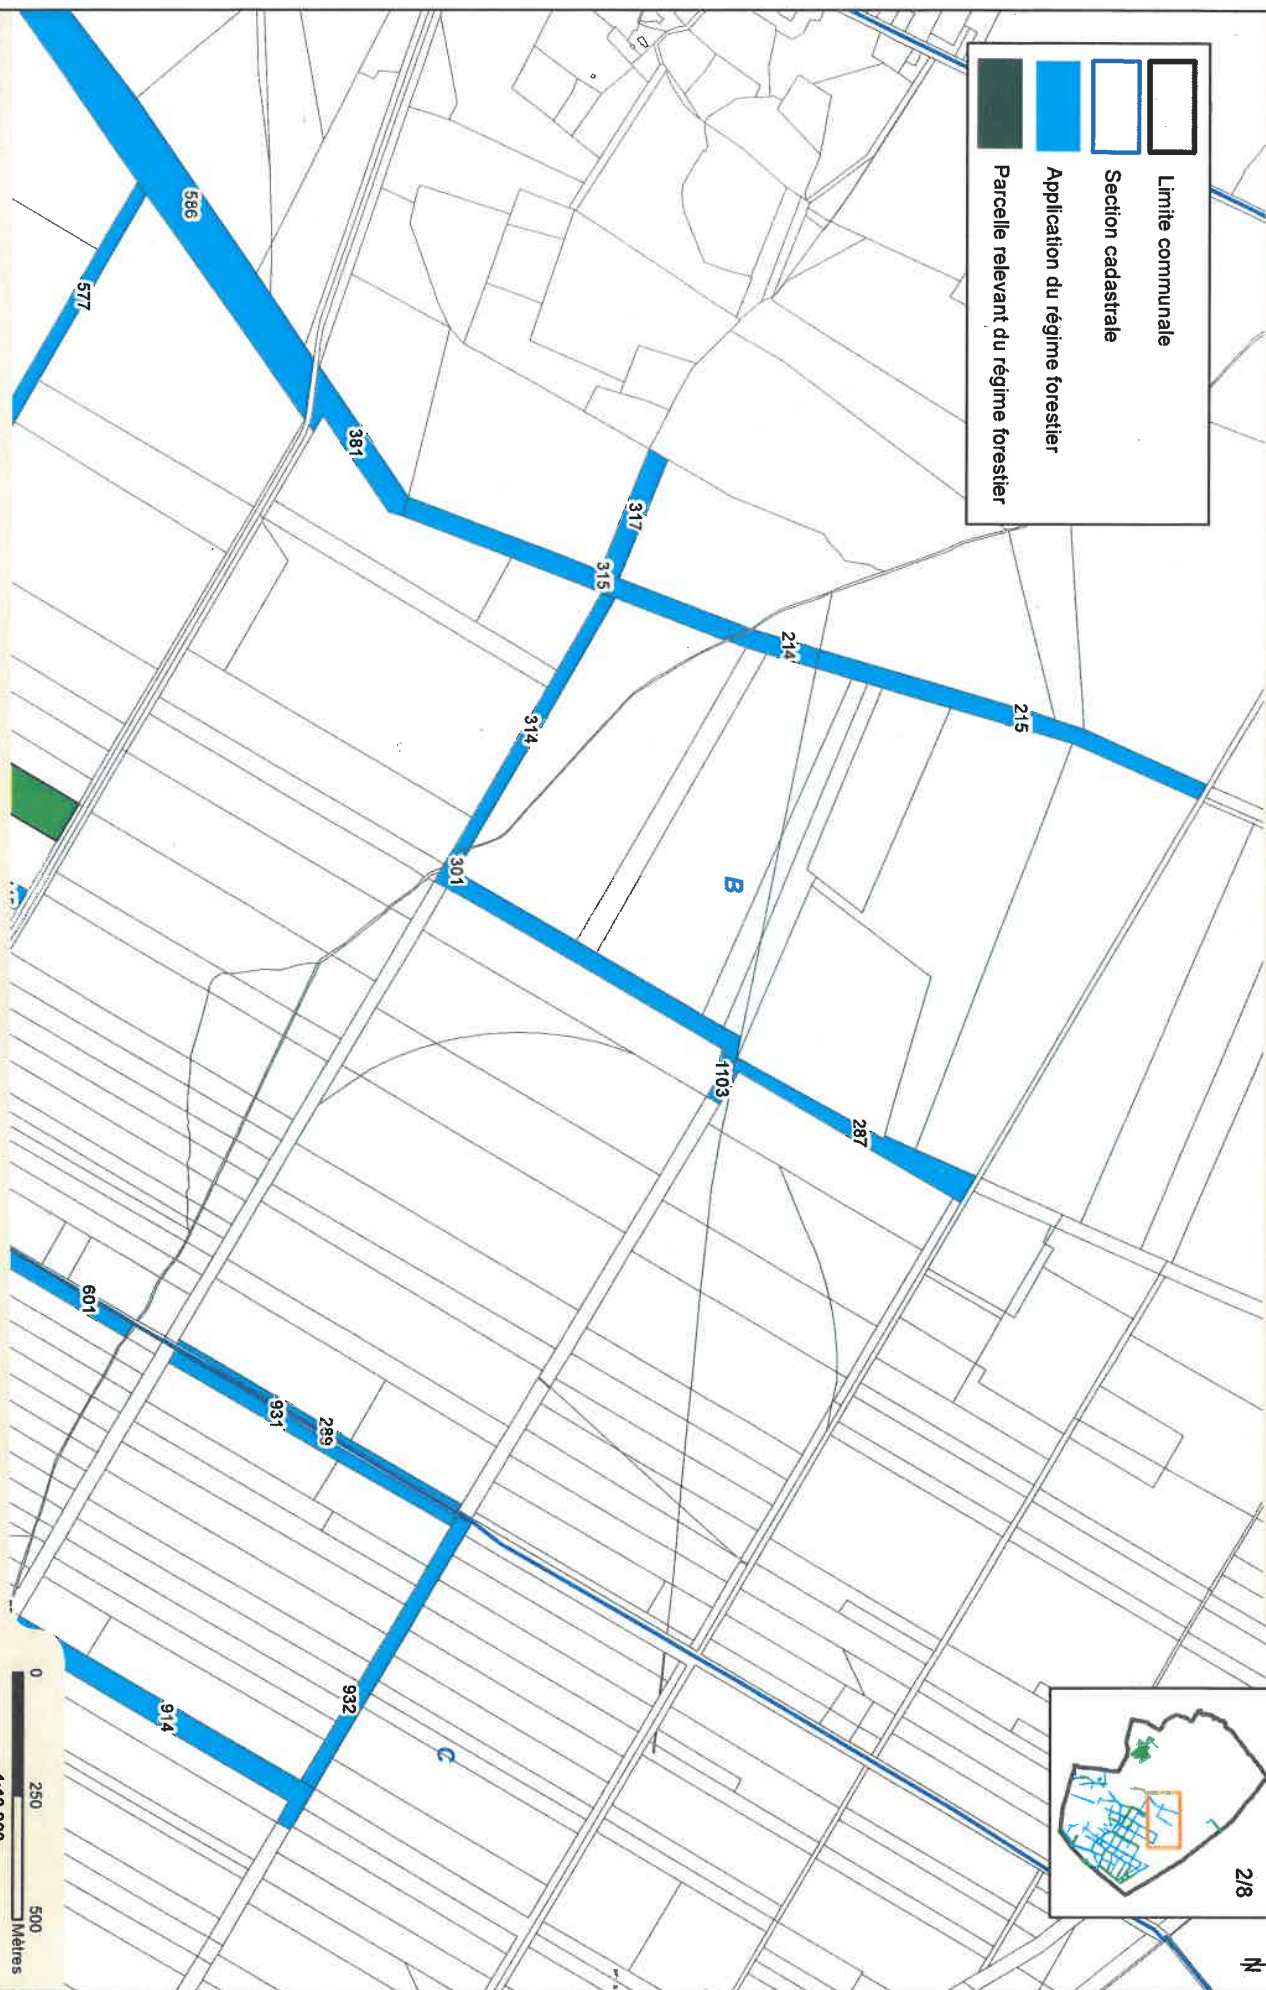 Limite communale
Section cadastrale
Application du régime forestier
Parcelle relevant du régime forestier
2/8
N
586
577
381
317
315
214
215
314
301
B
1103
287
601
931
289
932
914
C
0 250 500
Mètres